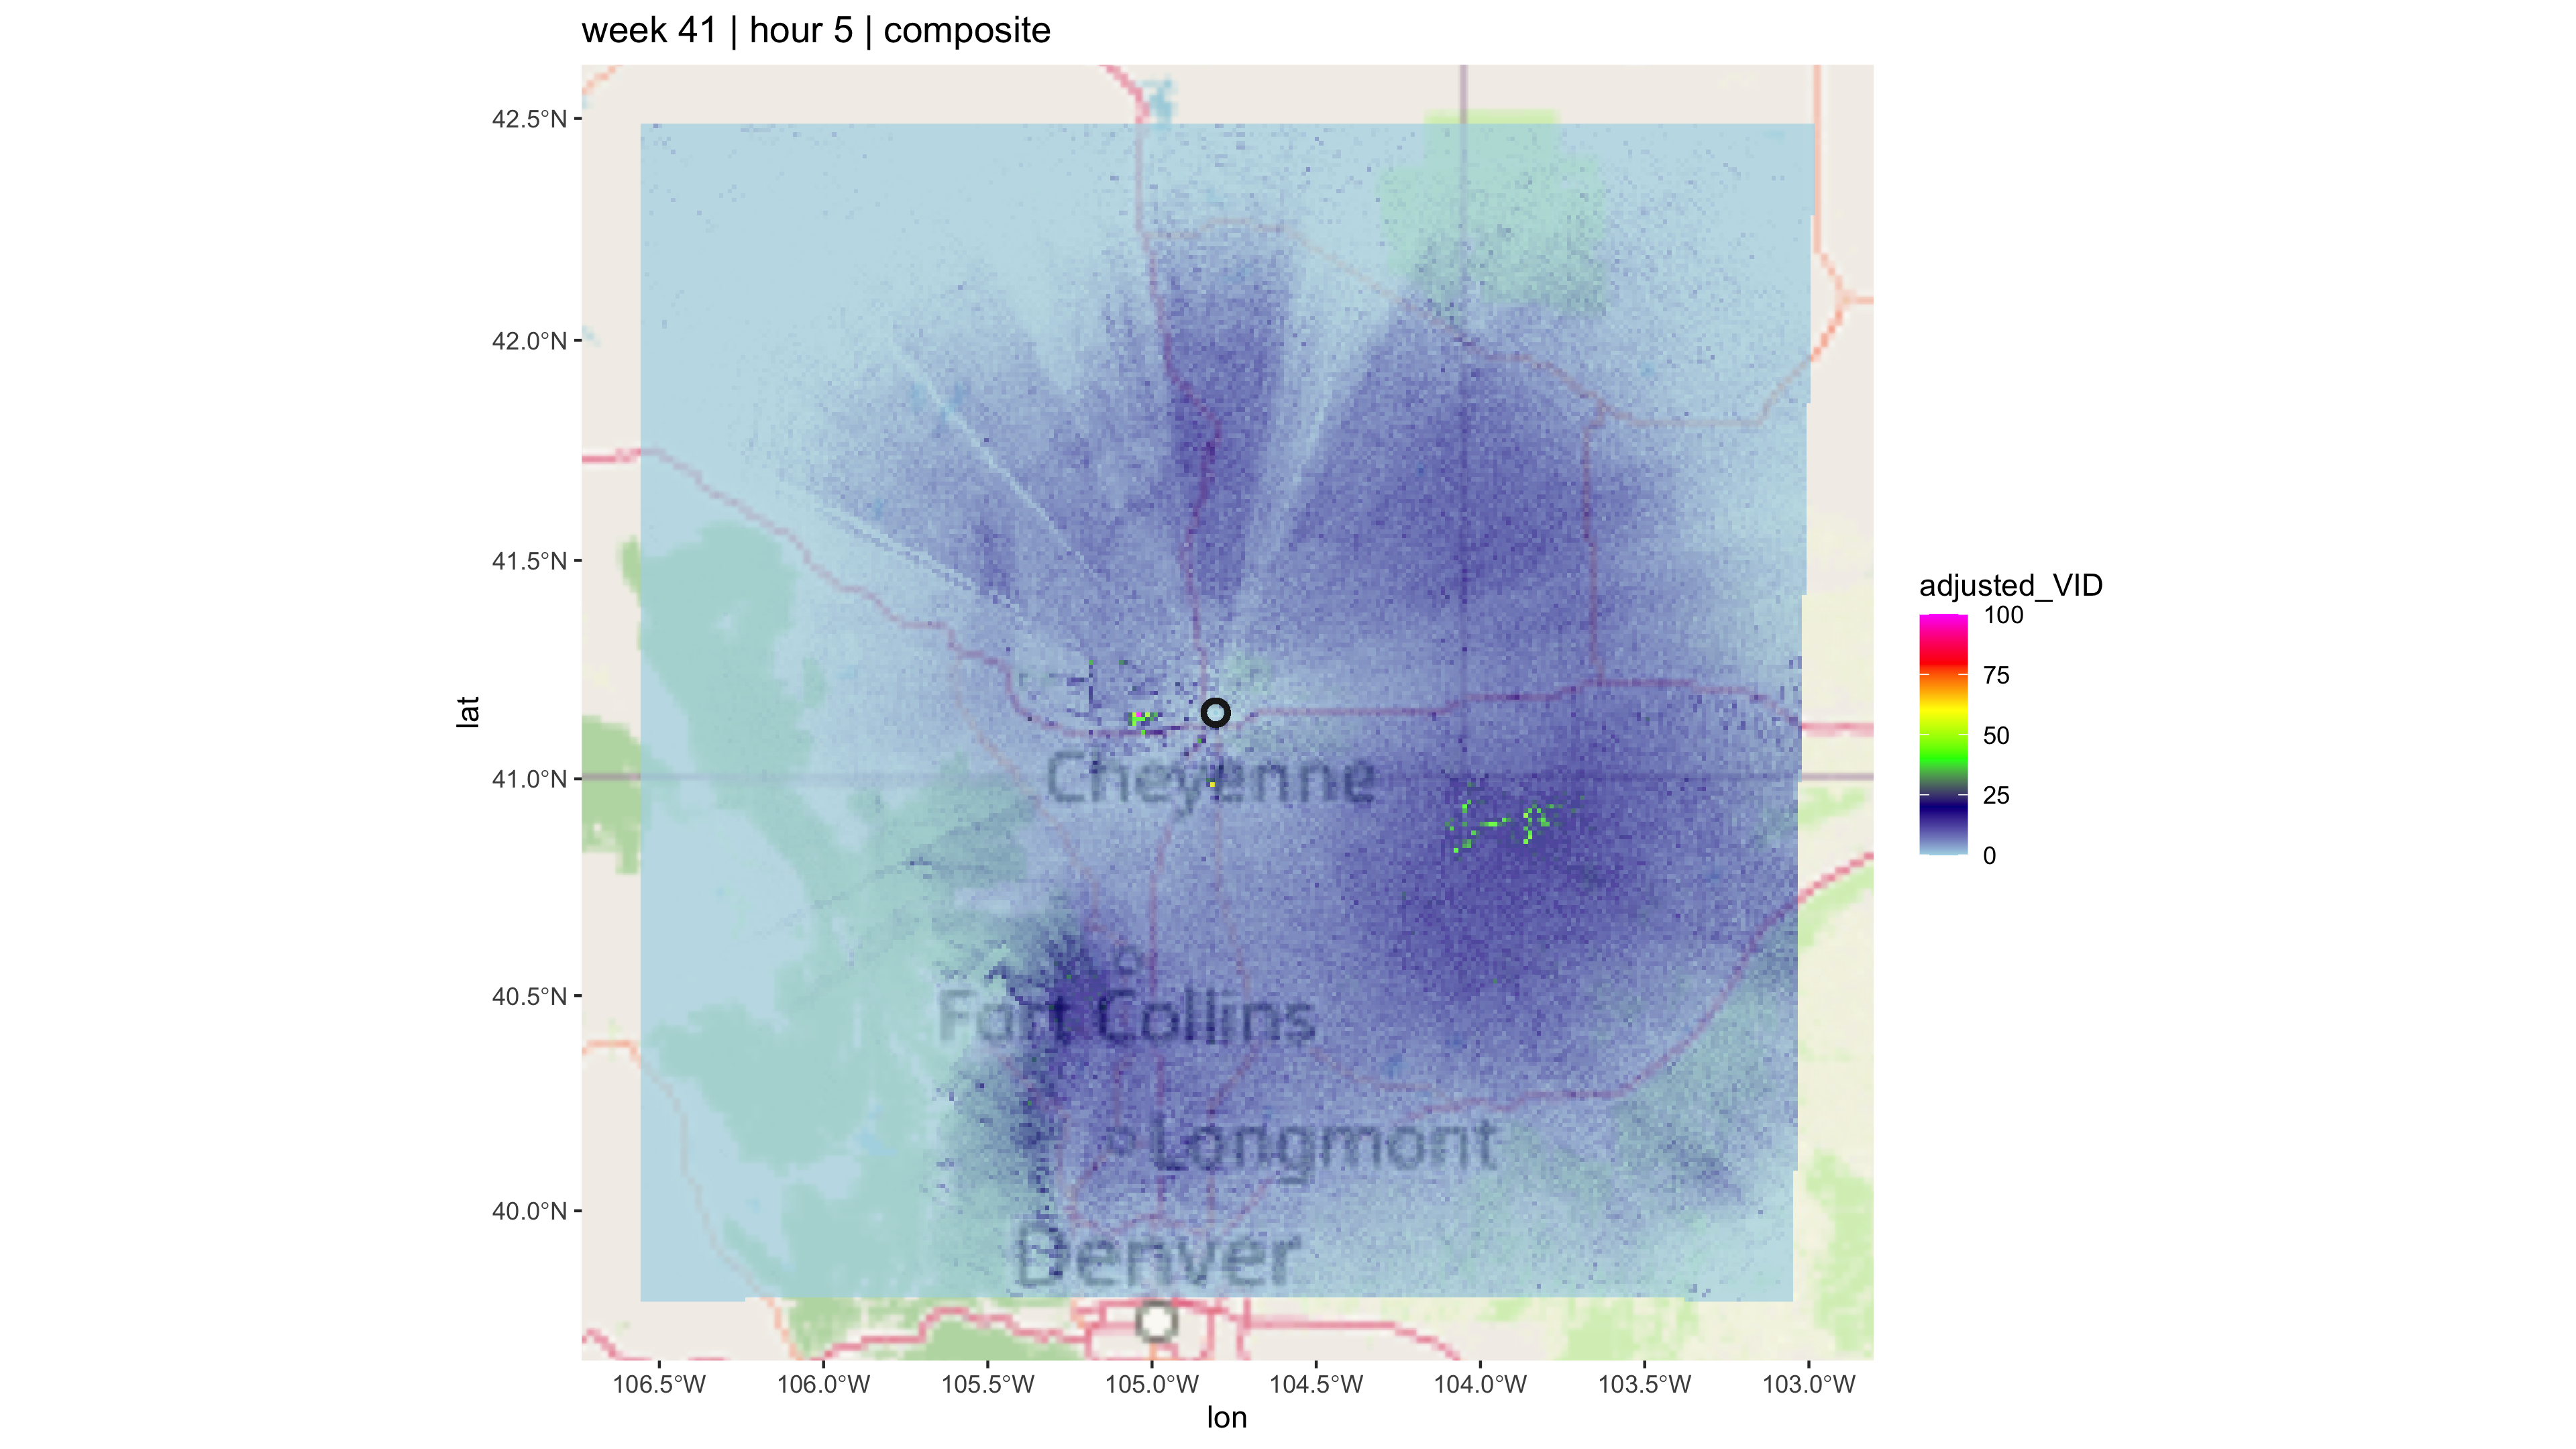 week 41 | hour 5 | composite
42.5°N
42.0°N
41.5°N
41.0°N
40.5°N
40.0°N
lat
Cheyenne
Fort Collins
Longmont
Denver
106.5°W 106.0°W 105.5°W 105.0°W 104.5°W 104.0°W 103.5°W 103.0°W
lon
adjusted_VID
100
75
50
25
0